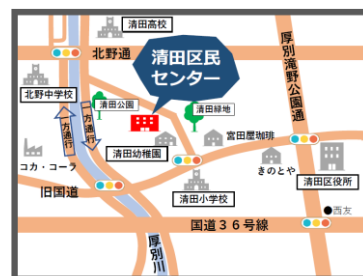 清田高校
北野通
清田区民
センター
厚別滝野公園通
北野中学校
清田公園
清田緑地
一方通行
一方通行
宮田屋珈琲
清田幼稚園
コカ・コーラ
きのとや
清田区役所
旧国道
清田小学校
●西友
国道36号線
厚別川